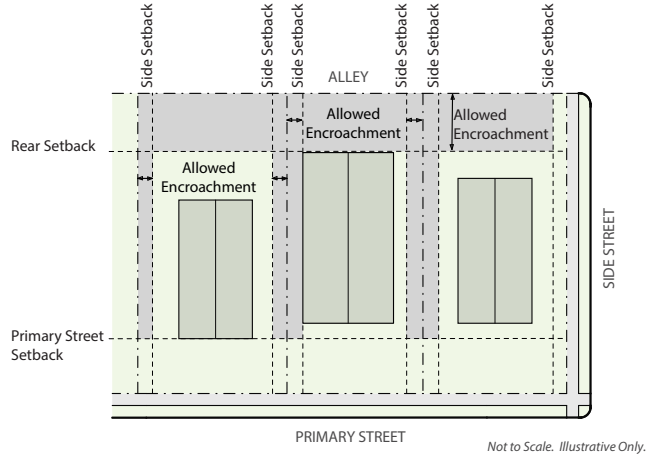 Side Setback
Side Setback
Side Setback
Side Setback
Side Setback
Side Setback
ALLEY
Allowed
Encroachment
Allowed
Encroachment
Rear Setback
Allowed
Encroachment
SIDE STREET
Primary Street
Setback
PRIMARY STREET
Not to Scale. Illustrative Only.